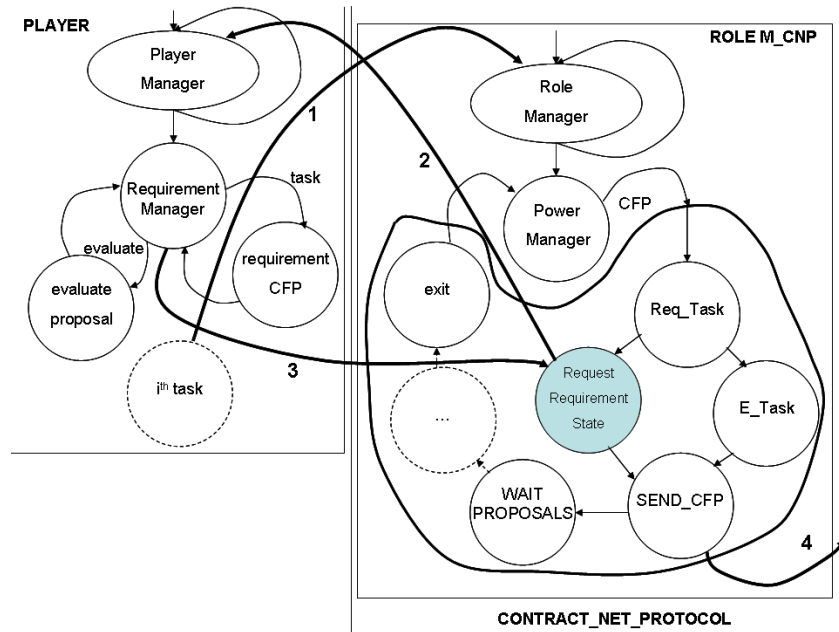 PLAYER
Player
Manager
Requirement
Manager
task
evaluate
requirement
CFP
evaluate
proposal
iᵗʰ task
1
2
3
ROLE M_CNP
Role
Manager
Power
Manager
CFP
exit
Req_Task
Request
Requirement
State
E_Task
...
WAIT
PROPOSALS
SEND_CFP
4
CONTRACT_NET_PROTOCOL